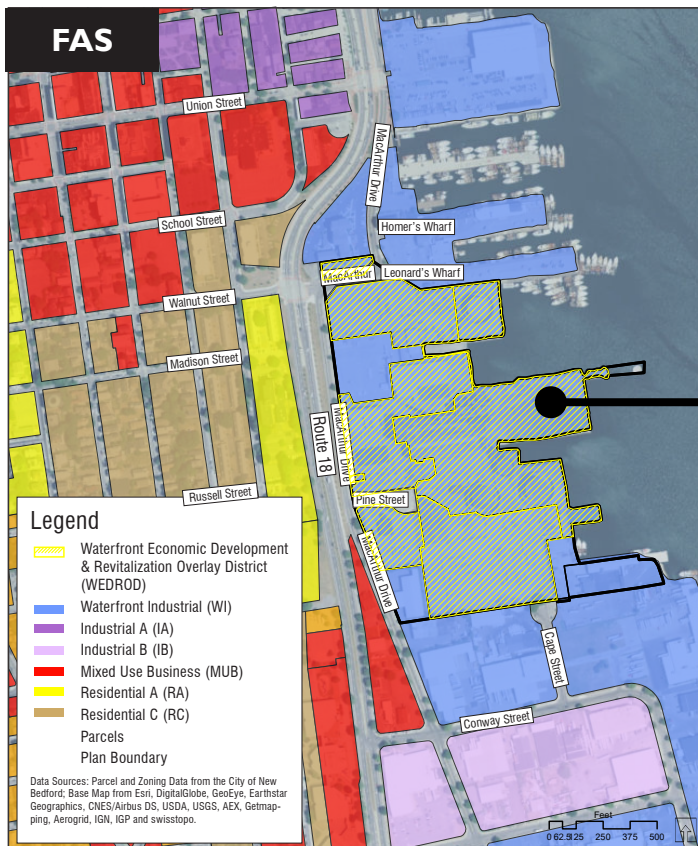 FAS
Union Street
MacArthur Drive
School Street
Homer's Wharf
MacArthur
Leonard's Wharf
Walnut Street
Madison Street
Route 18
MacArthur Drive
Russell Street
Pine Street
MacArthur Drive
Cape Street
Conway Street
Legend
Waterfront Economic Development
& Revitalization Overlay District
(WEDROD)
Waterfront Industrial (WI)
Industrial A (IA)
Industrial B (IB)
Mixed Use Business (MUB)
Residential A (RA)
Residential C (RC)
Parcels
Plan Boundary
Data Sources: Parcel and Zoning Data from the City of New
Bedford; Base Map from Esri, DigitalGlobe, GeoEye, Earthstar
Geographics, CNES/Airbus DS, USDA, USGS, AEX, Getmap-
ping, Aerogrid, IGN, IGP and swisstopo.
Feet
0 62.5 125 250 375 500